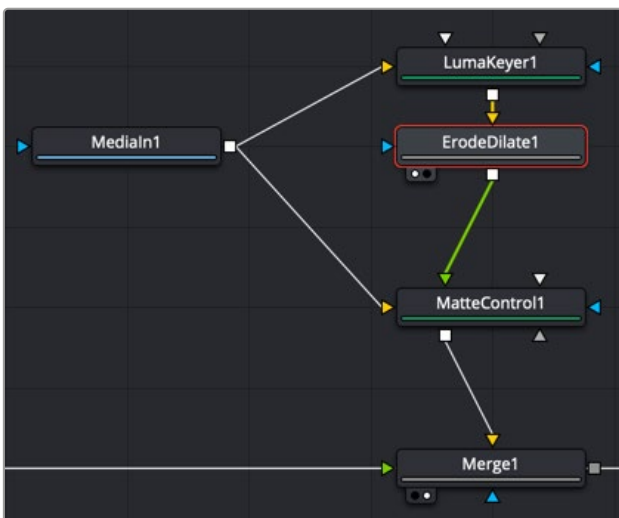 LumaKeyer1
MediaIn1
ErodeDilate1
MatteControl1
Merge1